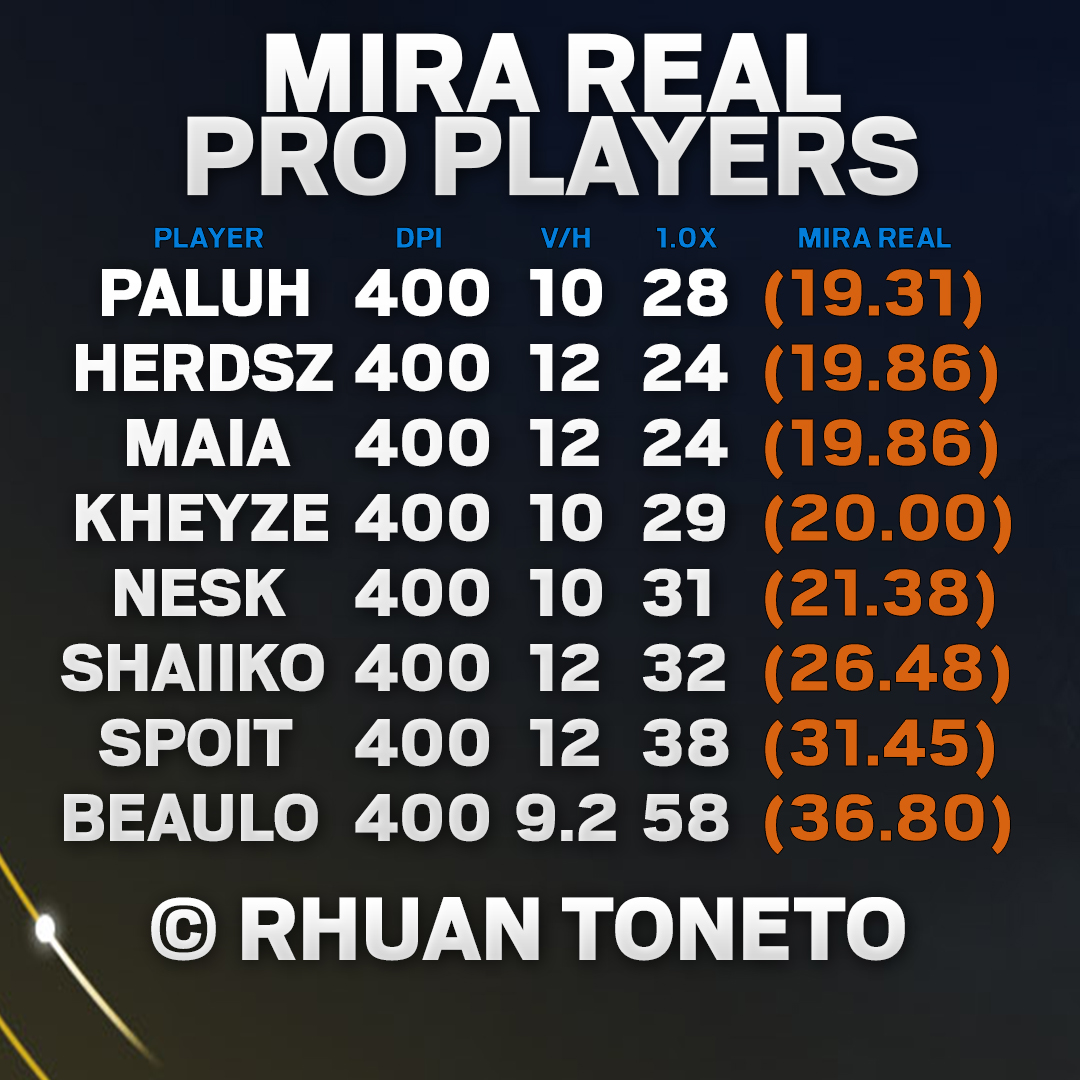 MIRA REAL
PRO PLAYERS
PLAYER DPI V/H 1.0X MIRA REAL
PALUH 400 10 28 (19.31)
HERDSZ 400 12 24 (19.86)
MAIA 400 12 24 (19.86)
KHEYZE 400 10 29 (20.00)
NESK 400 10 31 (21.38)
SHAIIKO 400 12 32 (26.48)
SPOIT 400 12 38 (31.45)
BEAULO 400 9.2 58 (36.80)
© RHUAN TONETO